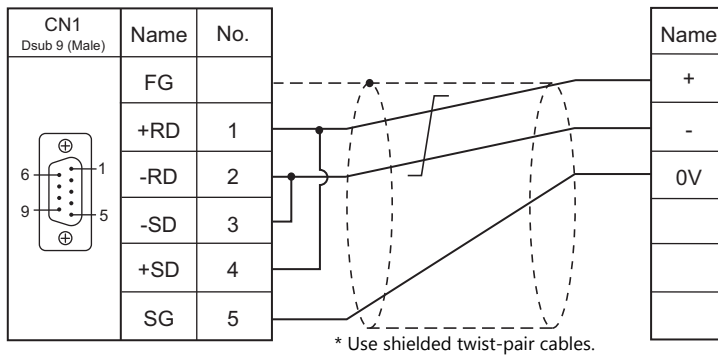 CN1
Dsub 9 (Male)
Name No.
FG
+RD 1
-RD 2
-SD 3
+SD 4
SG 5
6
1
9
5
Name
+
-
0V
* Use shielded twist-pair cables.